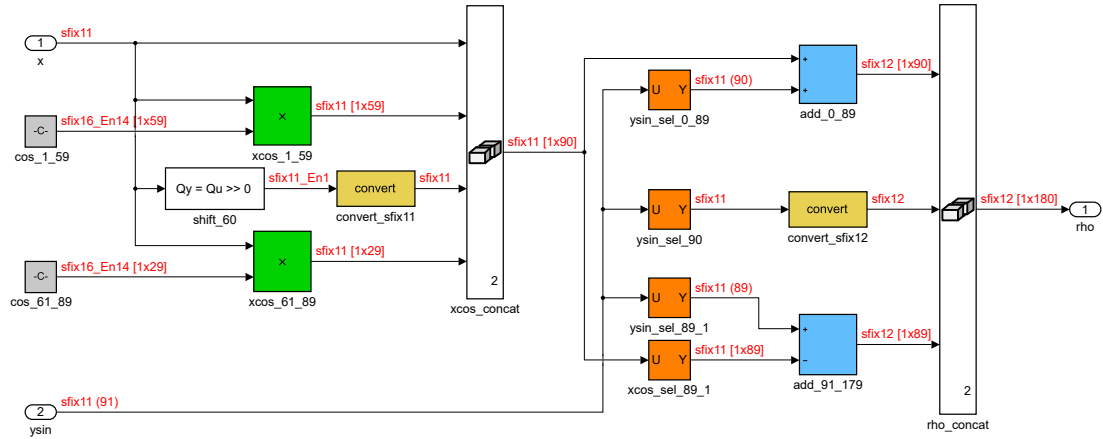 1
x
sfix11
-C-
cos_1_59
sfix16_En14 [1x59]
×
xcos_1_59
sfix11 [1x59]
Qy = Qu >> 0
shift_60
sfix11_En1
convert
convert_sfix11
sfix11
-C-
cos_61_89
sfix16_En14 [1x29]
×
xcos_61_89
sfix11 [1x29]
2
xcos_concat
sfix11 [1x90]
2
ysin
sfix11 (91)
U Y
ysin_sel_0_89
sfix11 (90)
+
+
add_0_89
sfix12 [1x90]
U Y
ysin_sel_90
sfix11
convert
convert_sfix12
sfix12
U Y
ysin_sel_89_1
sfix11 (89)
U Y
xcos_sel_89_1
sfix11 [1x89]
+
−
add_91_179
sfix12 [1x89]
2
rho_concat
sfix12 [1x180]
1
rho